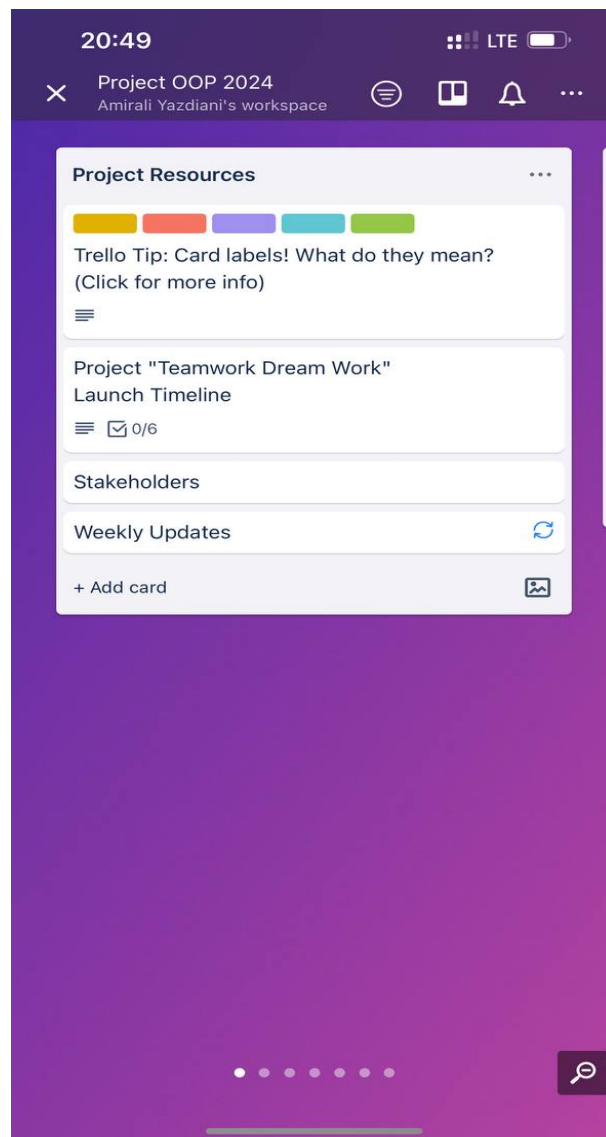 20:49
LTE
Project OOP 2024
Amirali Yazdiani's workspace
Project Resources
Trello Tip: Card labels! What do they mean?
(Click for more info)
Project "Teamwork Dream Work"
Launch Timeline
0/6
Stakeholders
Weekly Updates
+ Add card